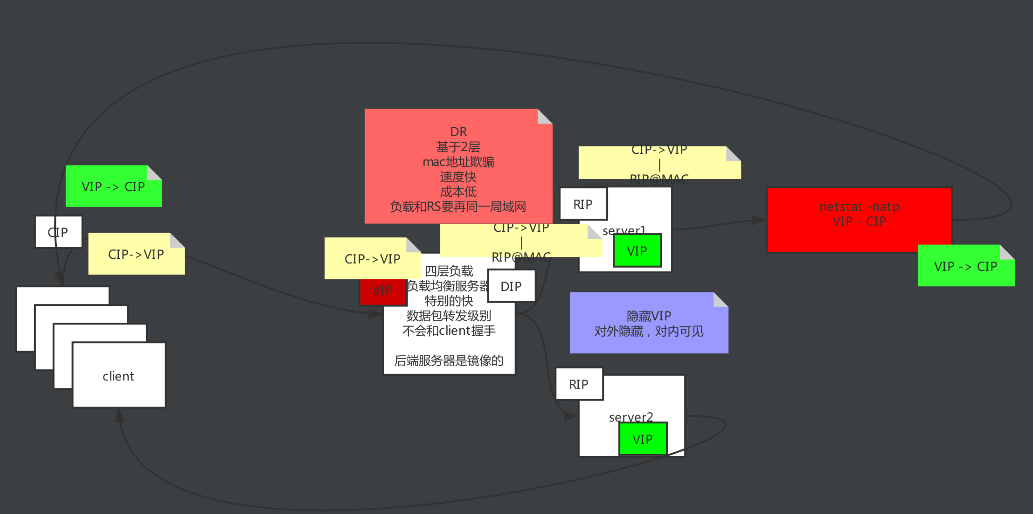 DR
基于2层
mac地址欺骗
速度快
成本低
负载和RS要再同一局域网
CIP->VIP
|
RIP@MAC
VIP -> CIP
RIP
netstat -natp
VIP - CIP
CIP
server1
CIP->VIP
|
RIP@MAC
VIP
CIP->VIP
CIP->VIP
VIP -> CIP
四层负载
负载均衡服务器
特别的快
数据包转发级别
不会和client握手
后端服务器是镜像的
VIP
DIP
隐藏VIP
对外隐藏，对内可见
client
RIP
server2
VIP